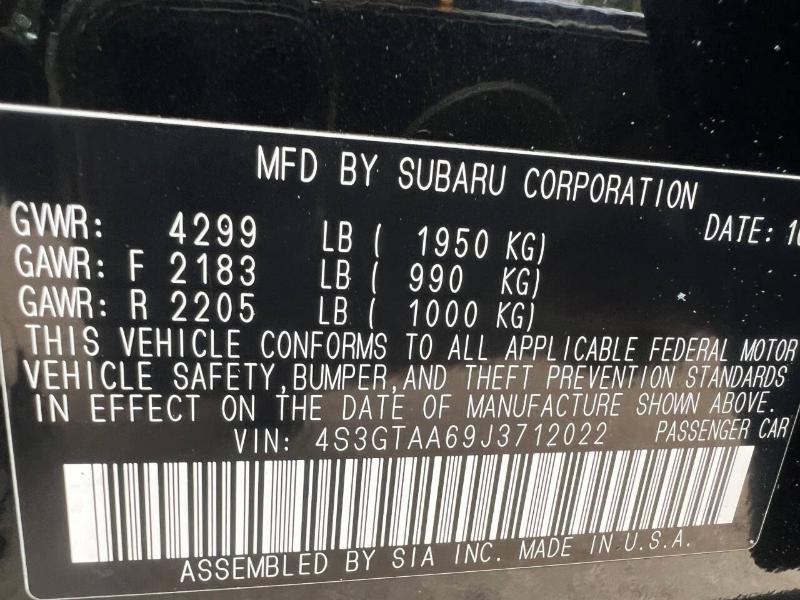 MFD BY SUBARU CORPORATION
GVWR: 4299 LB ( 1950 KG) DATE: 10
GAWR: F 2183 LB ( 990 KG)
GAWR: R 2205 LB ( 1000 KG)
THIS VEHICLE CONFORMS TO ALL APPLICABLE FEDERAL MOTOR
VEHICLE SAFETY, BUMPER, AND THEFT PREVENTION STANDARDS
IN EFFECT ON THE DATE OF MANUFACTURE SHOWN ABOVE.
VIN: 4S3GTAA69J3712022 PASSENGER CAR
ASSEMBLED BY SIA INC. MADE IN U.S.A.